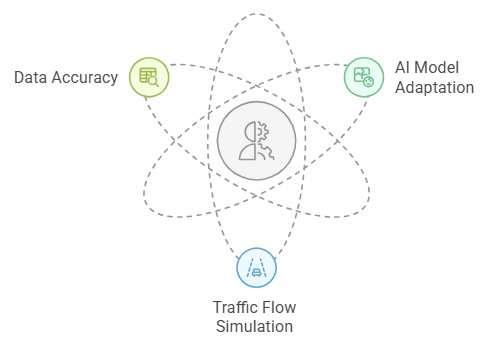 Data Accuracy
AI Model
Adaptation
Traffic Flow
Simulation